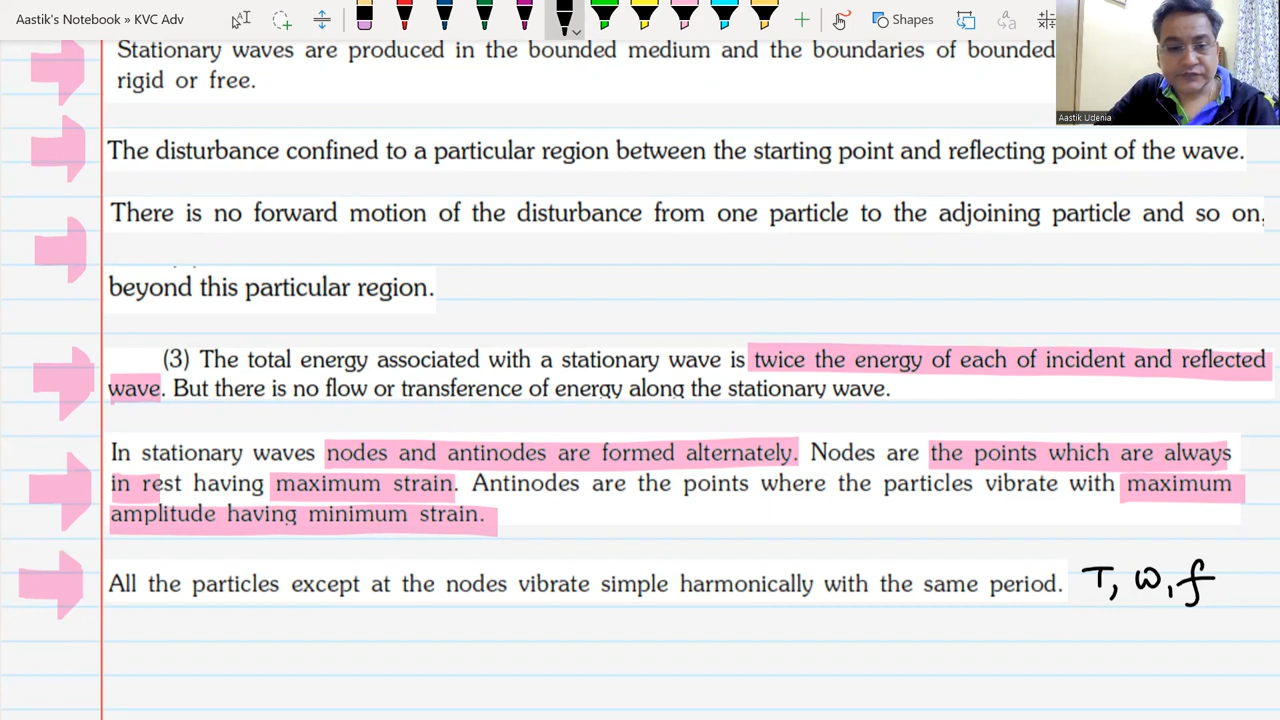 Aastik's Notebook » KVC Adv
Shapes
Stationary waves are produced in the bounded medium and the boundaries of bounded
rigid or free.
Aastik Udenia
The disturbance confined to a particular region between the starting point and reflecting point of the wave.
There is no forward motion of the disturbance from one particle to the adjoining particle and so on,
beyond this particular region.
(3) The total energy associated with a stationary wave is twice the energy of each of incident and reflected
wave. But there is no flow or transference of energy along the stationary wave.
In stationary waves nodes and antinodes are formed alternately. Nodes are the points which are always
in rest having maximum strain. Antinodes are the points where the particles vibrate with maximum
amplitude having minimum strain.
All the particles except at the nodes vibrate simple harmonically with the same period. T, ω, f